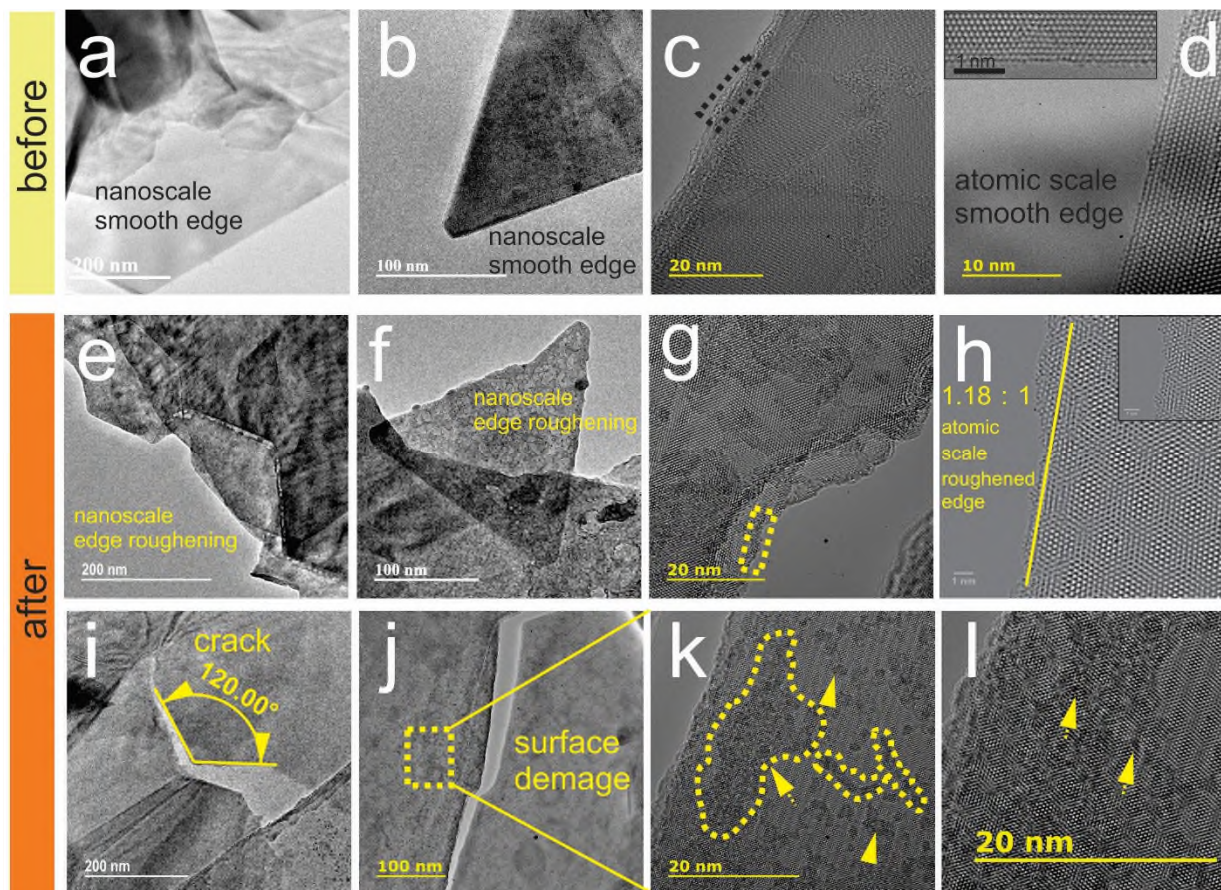 before
a
nanoscale
smooth edge
200 nm
b
nanoscale
smooth edge
100 nm
c
20 nm
d
1 nm
atomic scale
smooth edge
10 nm
after
e
nanoscale
edge roughening
200 nm
f
nanoscale
edge roughening
100 nm
g
20 nm
h
1.18 : 1
atomic
scale
roughened
edge
1 nm
i
crack
120.00°
200 nm
j
surface
demage
100 nm
k
20 nm
l
20 nm